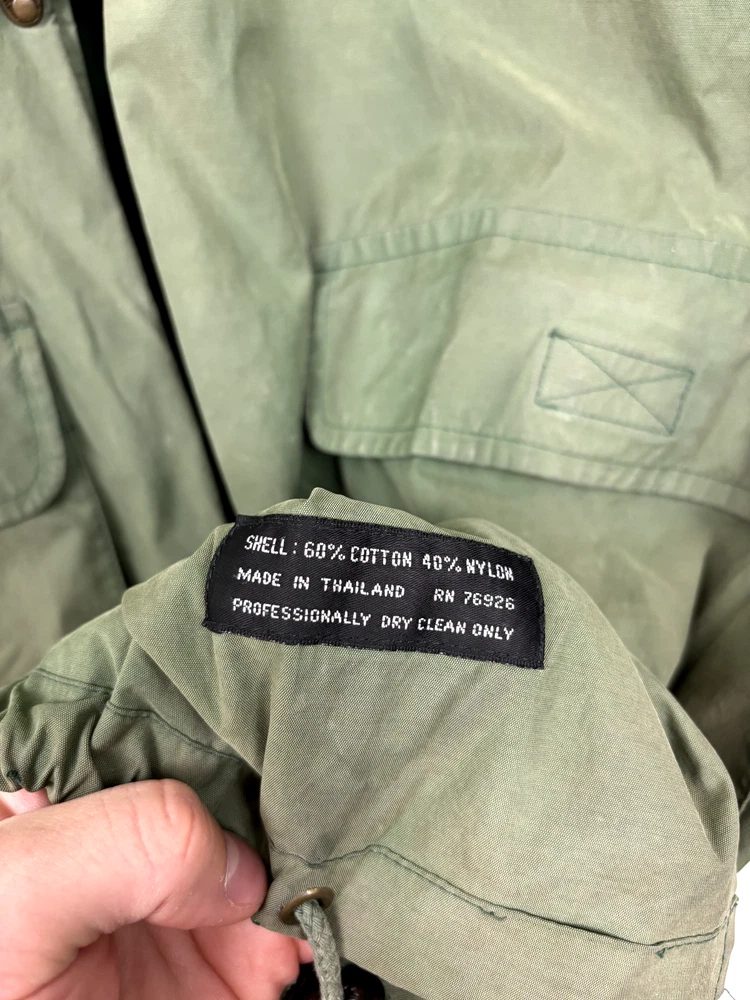 SHELL: 60% COTTON 40% NYLON
MADE IN THAILAND RN 76926
PROFESSIONALLY DRY CLEAN ONLY